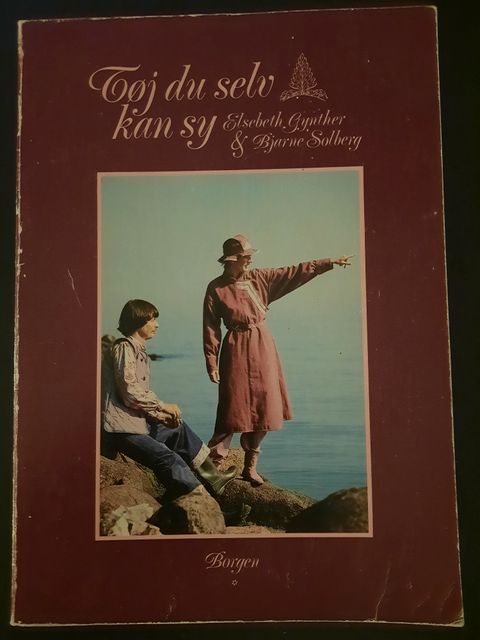 Tøj du selv
kan sy
Elsebeth Gynther
& Bjarne Solberg
Borgen